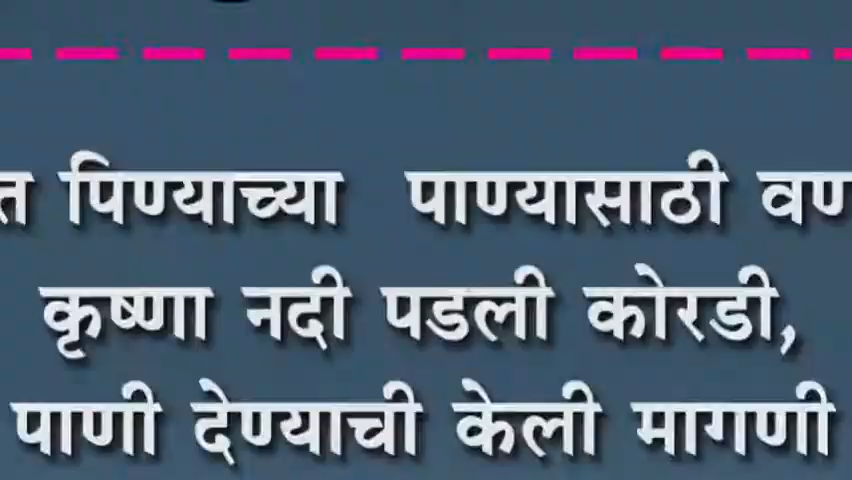 पिण्याच्या पाण्यासाठी
कृष्णा नदी पडली कोरडी,
पाणी देण्याची केली मागणी